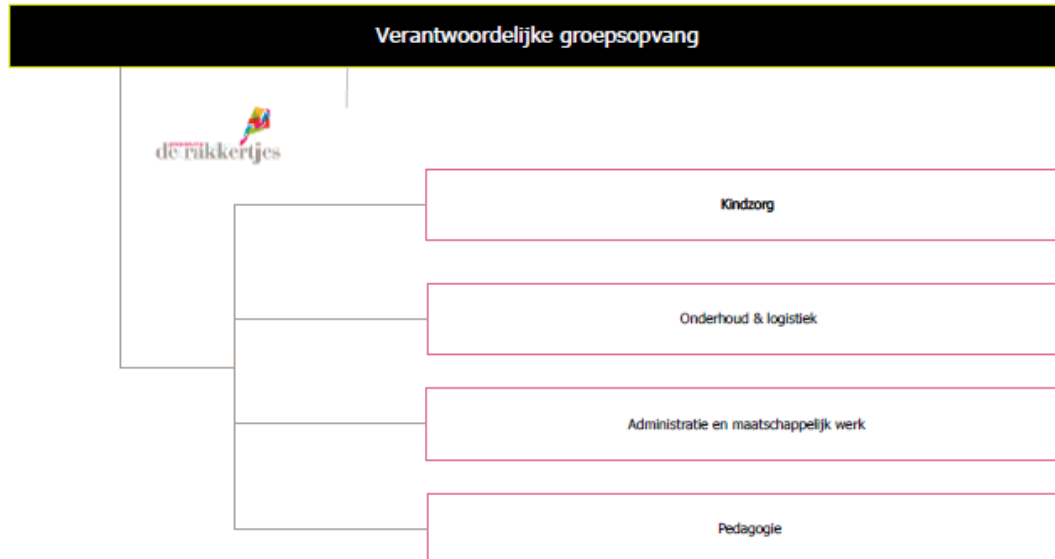 Verantwoordelijke groepsopvang
de rakkertjes
Kindzorg
Onderhoud & logistiek
Administratie en maatschappelijk werk
Pedagogie